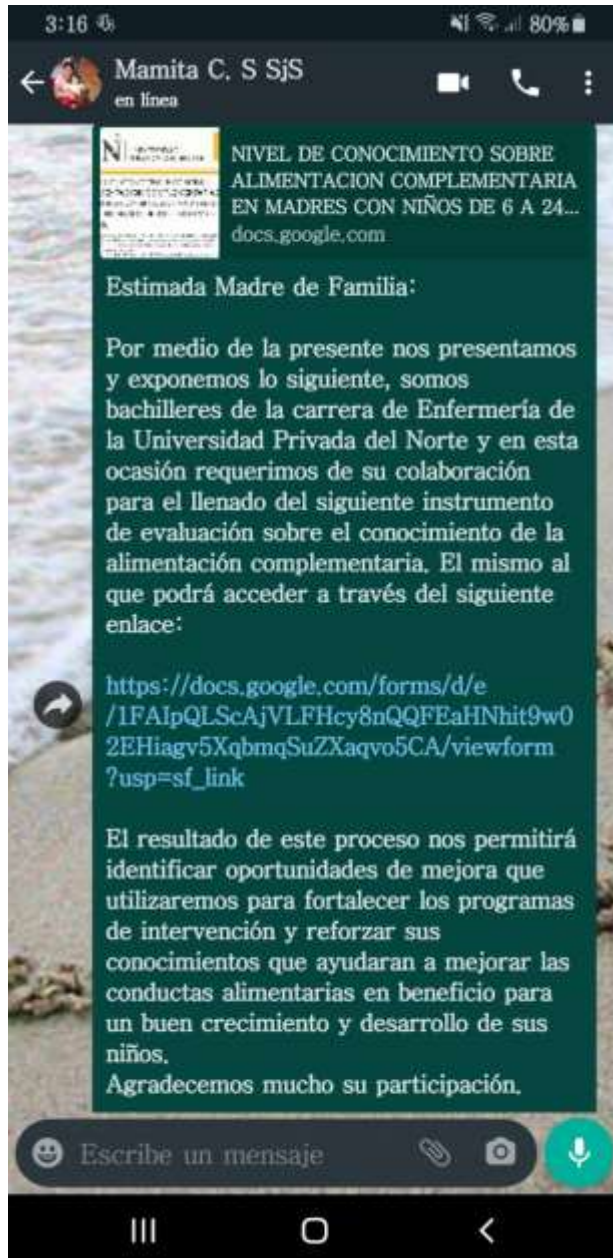 3:16
80%
Mamita C. S SjS
en línea
NIVEL DE CONOCIMIENTO SOBRE
ALIMENTACION COMPLEMENTARIA
EN MADRES CON NIÑOS DE 6 A 24...
docs.google.com
Estimada Madre de Familia:
Por medio de la presente nos presentamos
y exponemos lo siguiente, somos
bachilleres de la carrera de Enfermería de
la Universidad Privada del Norte y en esta
ocasión requerimos de su colaboración
para el llenado del siguiente instrumento
de evaluación sobre el conocimiento de la
alimentación complementaria. El mismo al
que podrá acceder a través del siguiente
enlace:
https://docs.google.com/forms/d/e
/1FAIpQLScAjVLFHcy8nQQFEaHNhit9w0
2EHiagv5XqbmqSuZXaqvo5CA/viewform
?usp=sf_link
El resultado de este proceso nos permitirá
identificar oportunidades de mejora que
utilizaremos para fortalecer los programas
de intervención y reforzar sus
conocimientos que ayudaran a mejorar las
conductas alimentarias en beneficio para
un buen crecimiento y desarrollo de sus
niños.
Agradecemos mucho su participación.
Escribe un mensaje